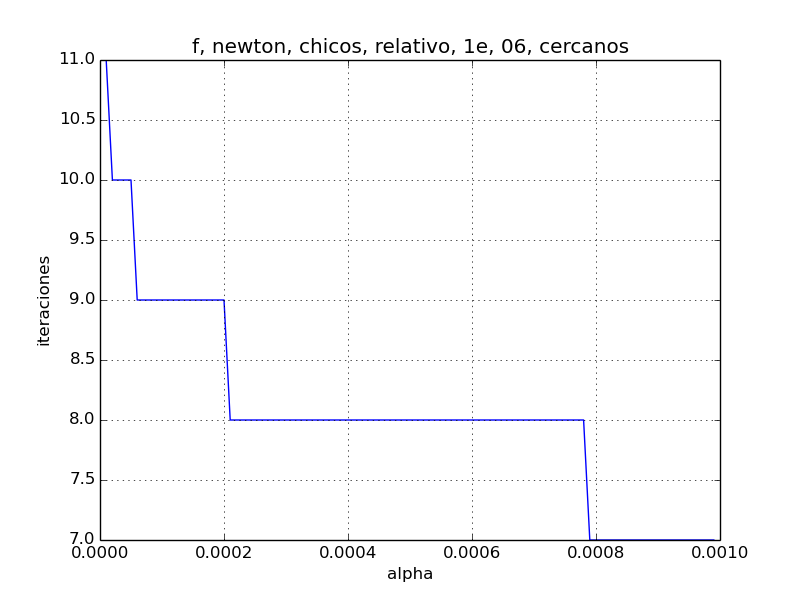 f, newton, chicos, relativo, 1e, 06, cercanos
11.0
10.5
10.0
9.5
9.0
8.5
8.0
7.5
7.0
iteraciones
0.0000 0.0002 0.0004 0.0006 0.0008 0.0010
alpha